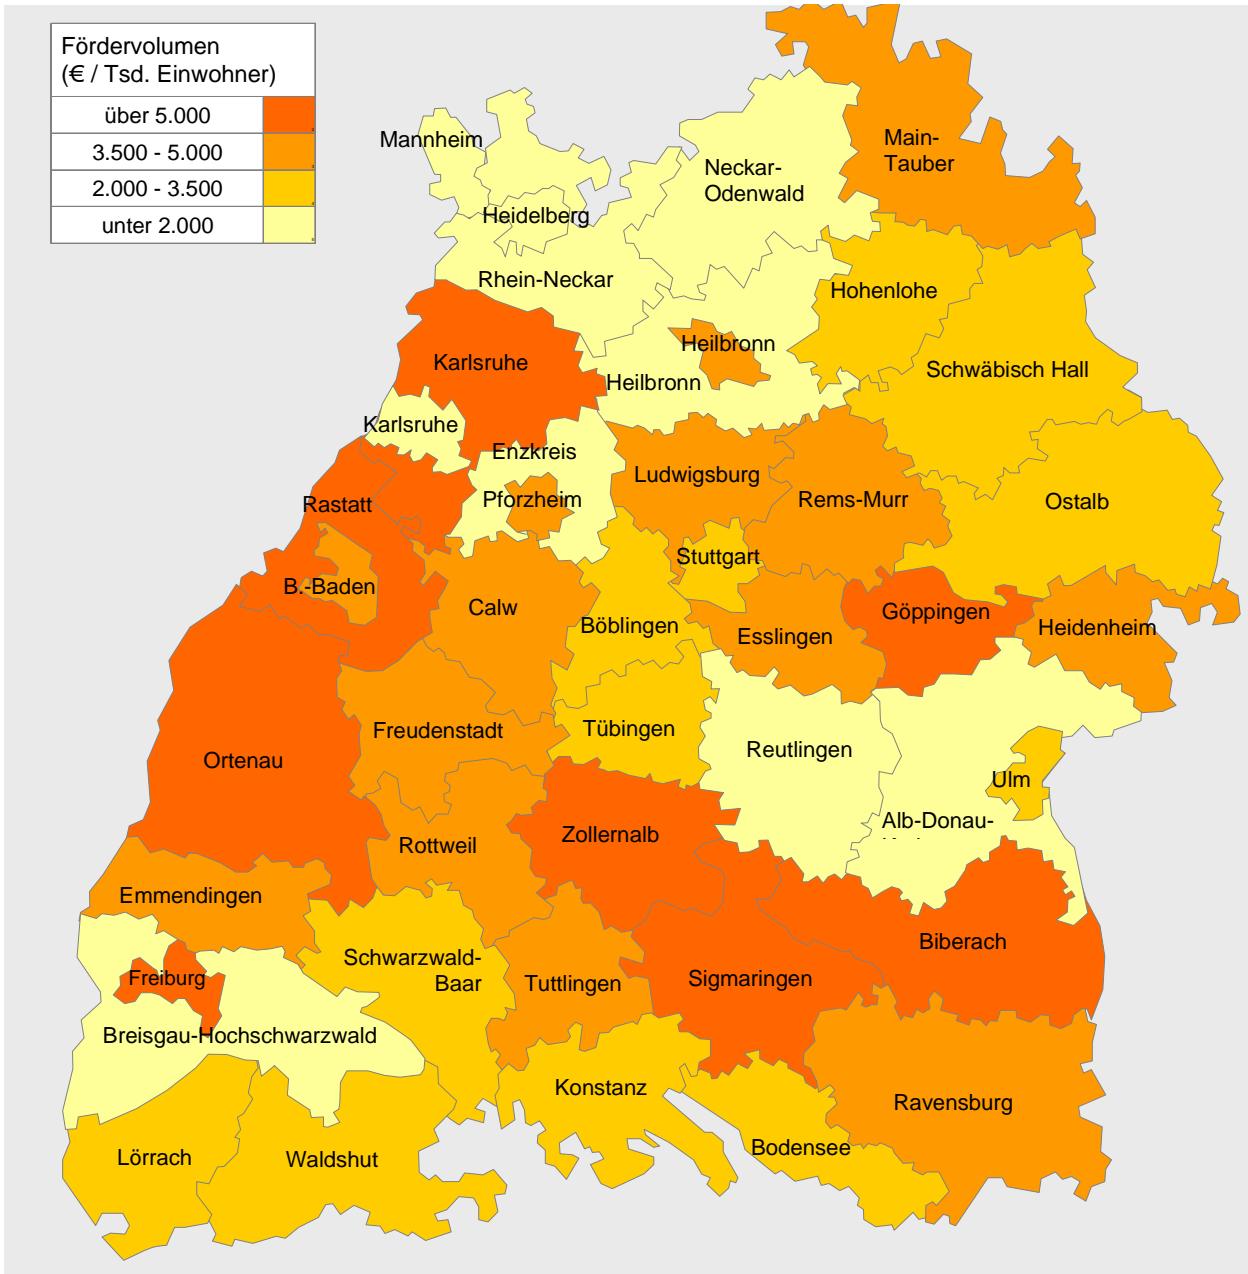 Fördervolumen
(€ / Tsd. Einwohner)
über 5.000
3.500 - 5.000
2.000 - 3.500
unter 2.000
Mannheim
Main-
Tauber
Neckar-
Odenwald
Heidelberg
Rhein-Neckar
Hohenlohe
Heilbronn
Karlsruhe
Schwäbisch Hall
Heilbronn
Karlsruhe
Enzkreis
Ludwigsburg
Rastatt
Pforzheim
Rems-Murr
Ostalb
Stuttgart
B.-Baden
Calw
Böblingen
Esslingen
Göppingen
Heidenheim
Freudenstadt
Tübingen
Reutlingen
Ortenau
Ulm
Alb-Donau-
Zollernalb
Rottweil
Emmendingen
Biberach
Schwarzwald-
Baar
Freiburg
Tuttlingen
Sigmaringen
Breisgau-Hochschwarzwald
Konstanz
Ravensburg
Bodensee
Lörrach
Waldshut